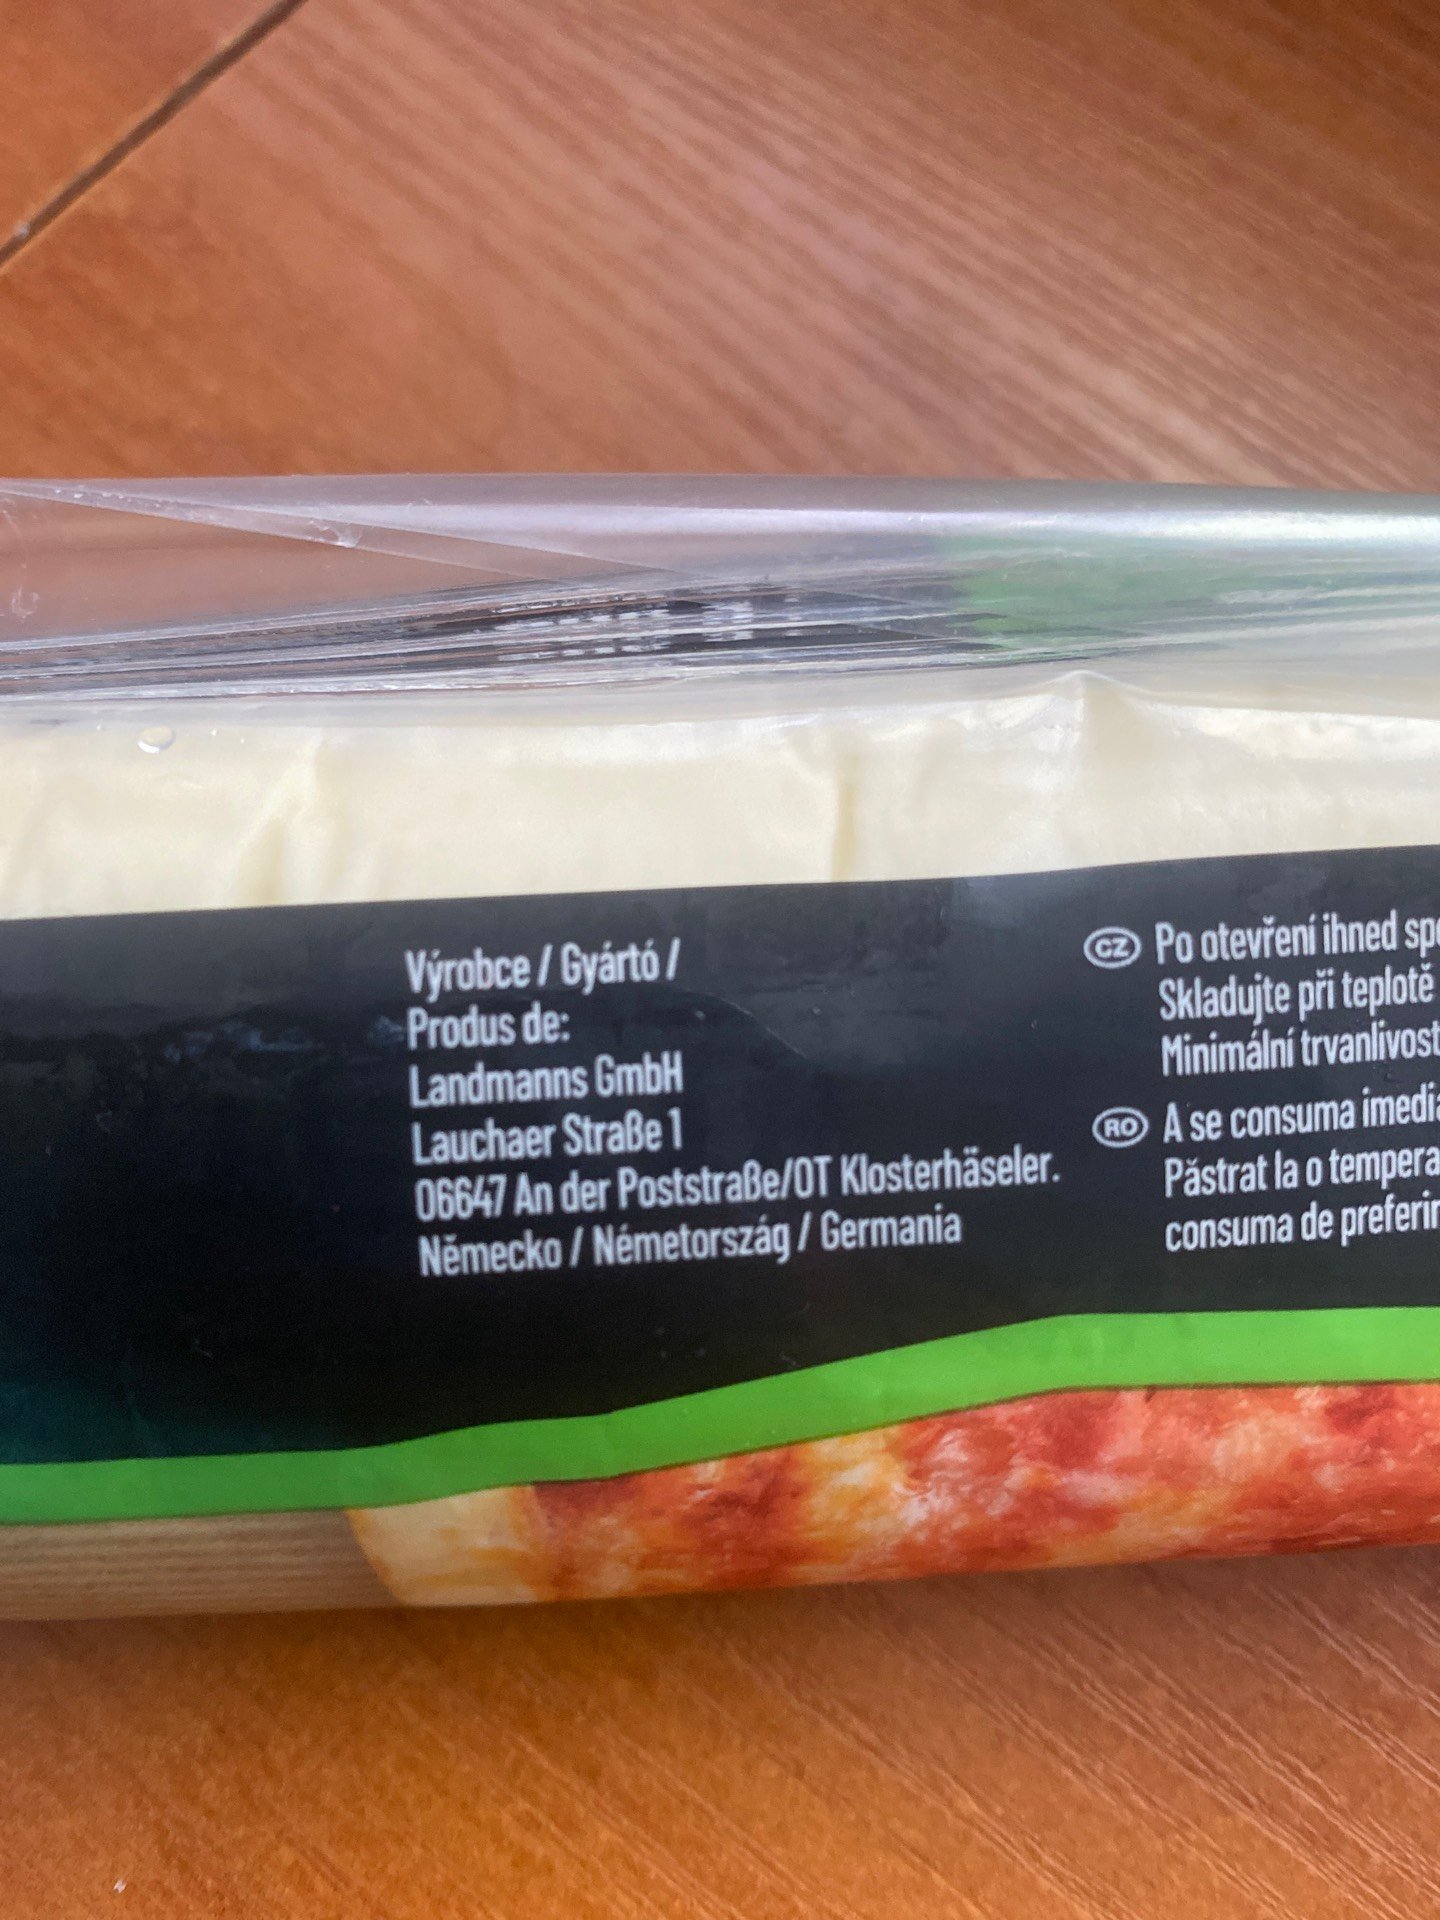 Výrobce / Gyártó /
Produs de:
Landmanns GmbH
Lauchaer Straße 1
06647 An der Poststraße/OT Klosterhäseler.
Německo / Németország / Germania
CZ Po otevření ihned
Skladujte při teplotě
Minimální trvanlivost
RO A se consuma
Păstrat la o
consuma de